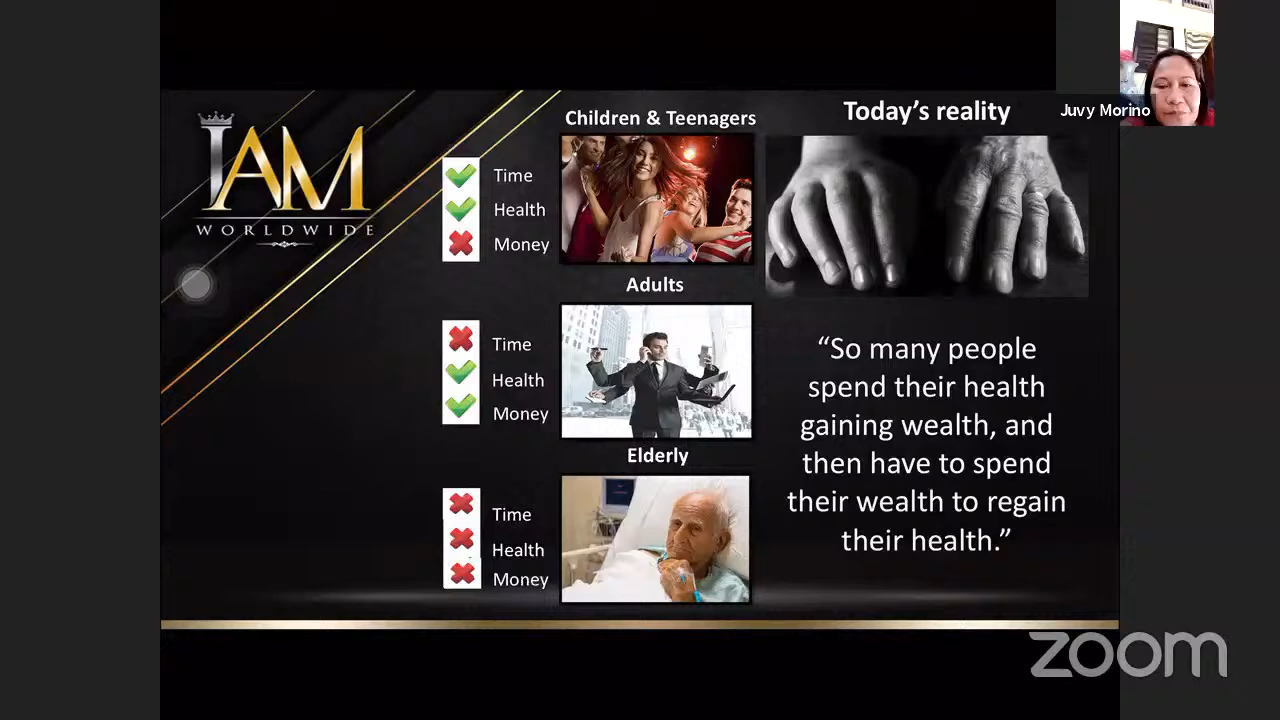 IAM
WORLDWIDE
Children & Teenagers
Time
Health
Money
Adults
Time
Health
Money
Elderly
Time
Health
Money
Today’s reality
“So many people
spend their health
gaining wealth, and
then have to spend
their wealth to regain
their health.”
Juvy Morino
zoom